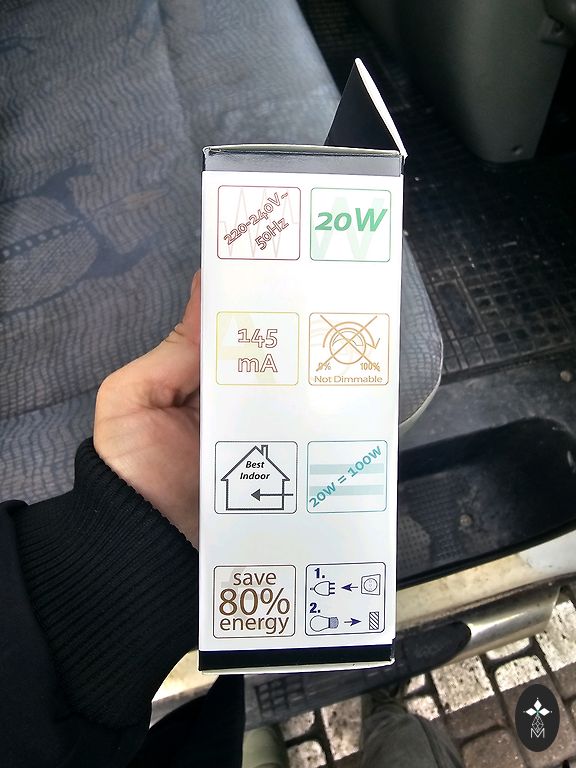 220-240V~
50Hz
20W
145
mA
0% 100%
Not Dimmable
Best
Indoor
20W = 100W
save
80%
energy
1.
2.
M